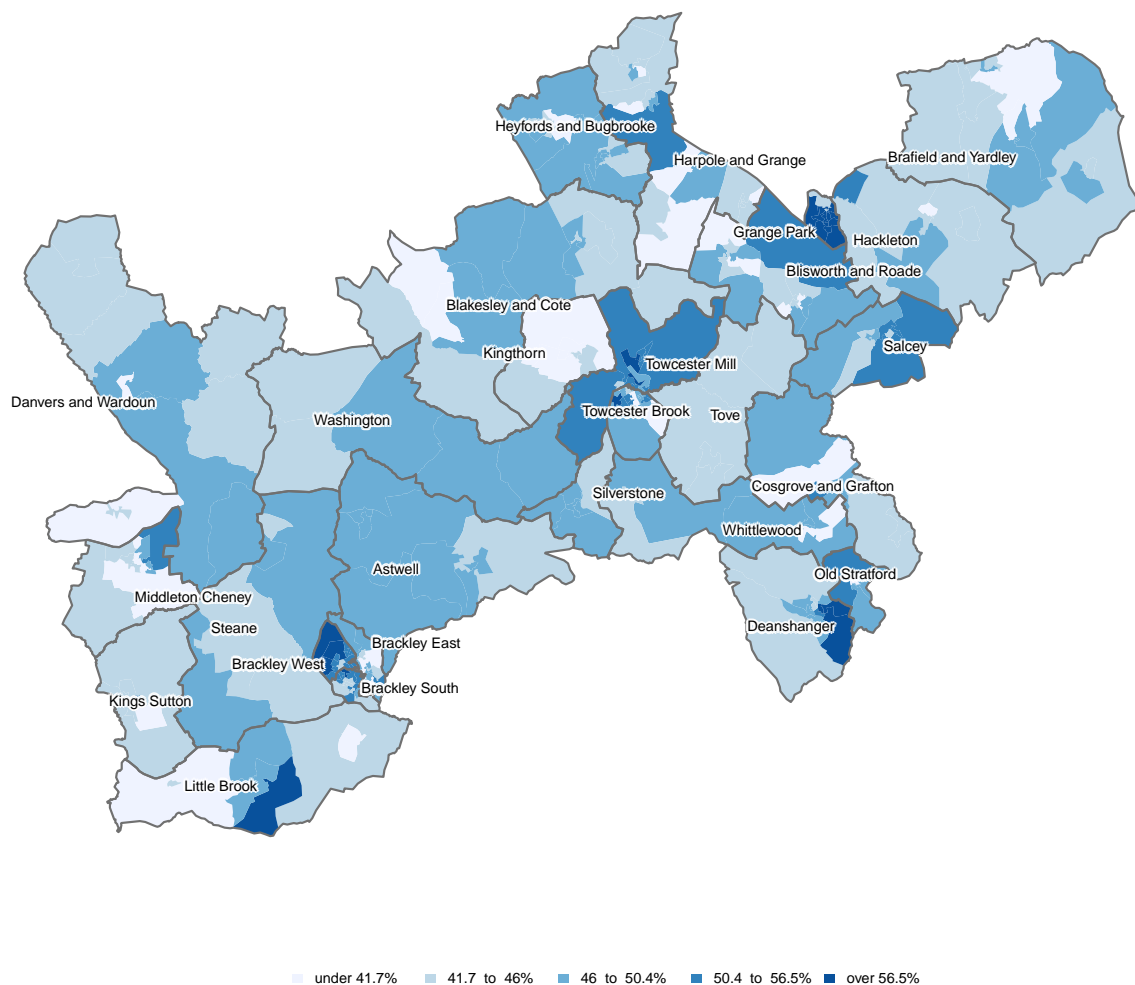 Heyfords and Bugbrooke
Harpole and Grange
Brafield and Yardley
Grange Park
Hackleton
Blisworth and Roade
Blakesley and Cote
Kingthorn
Salcey
Towcester Mill
Danvers and Wardoun
Washington
Towcester Brook
Tove
Silverstone
Cosgrove and Grafton
Whittlewood
Astwell
Old Stratford
Middleton Cheney
Steane
Deanshanger
Brackley East
Brackley West
Brackley South
Kings Sutton
Little Brook
under 41.7% 41.7 to 46% 46 to 50.4% 50.4 to 56.5% over 56.5%